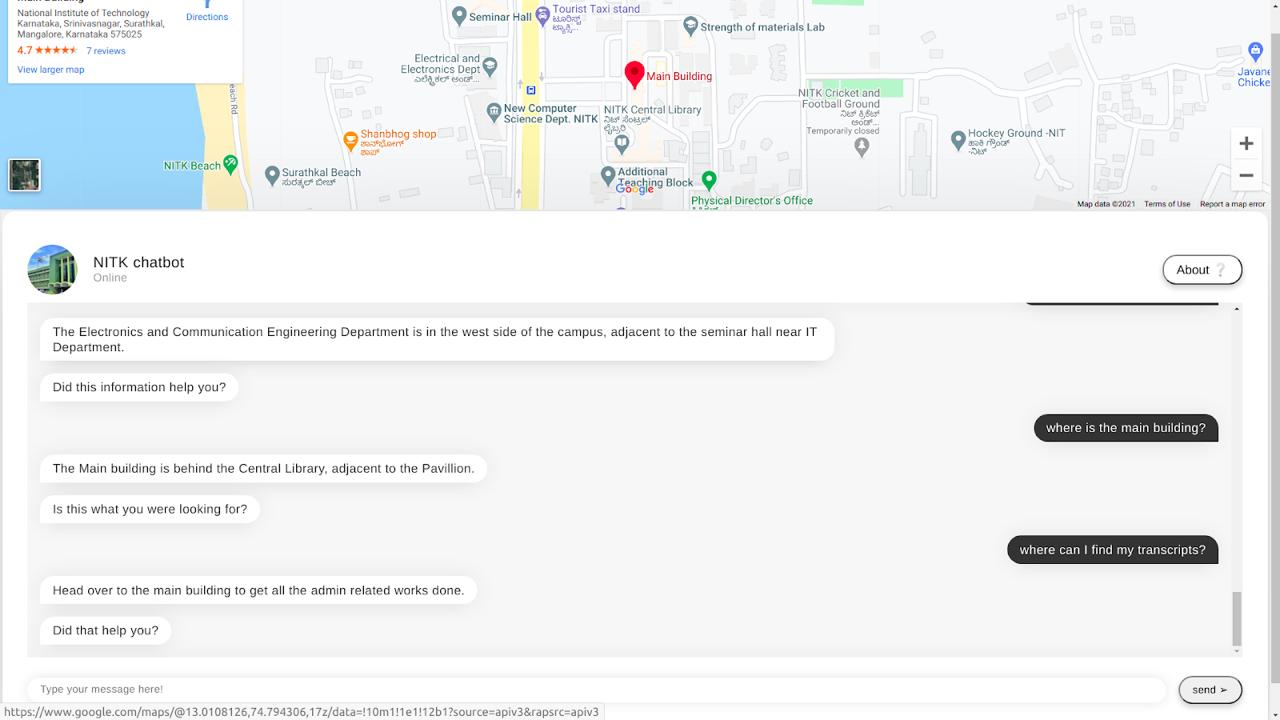 National Institute of Technology
Karnataka, Srinivasnagar, Surathkal,
Mangalore, Karnataka 575025
4.7
7 reviews
View larger map
Directions
Seminar Hall
Tourist Taxi stand
ಟೂರಿಸ್ಟ್
Strength of materials Lab
Electrical and
Electronics Dept
Main Building
New Computer
Science Dept. NITK
NITK Central Library
ನಿಟ್ ಸೆಂಟ್ರಲ್
ಲೈಬ್ರರಿ
NITK Cricket and
Football Ground
ನಿಟ್ ಕ್ರಿಕೆಟ್
ಅಂಡ್...
Temporarily closed
Hockey Ground -NIT
ಹಾಕಿ ಗ್ರೌಂಡ್
-ನಿಟ್
Javane
Chicke
each Rd
Shanbhog shop
ಶಾನ್‌ಭೋಗ್
ಶಾಪ್
NITK Beach
Surathkal Beach
ಸುರತ್ಕಲ್ ಬೀಚ್
Additional
Teaching Block
Google
Physical Director's Office
Map data ©2021 Terms of Use Report a map error
NITK chatbot
Online
About ?
The Electronics and Communication Engineering Department is in the west side of the campus, adjacent to the seminar hall near IT
Department.
Did this information help you?
where is the main building?
The Main building is behind the Central Library, adjacent to the Pavillion.
Is this what you were looking for?
where can I find my transcripts?
Head over to the main building to get all the admin related works done.
Did that help you?
Type your message here!
send ➢
https://www.google.com/maps/@13.0108126,74.794306,17z/data=!10m1!1e1!12b1?source=apiv3&rapsrc=apiv3